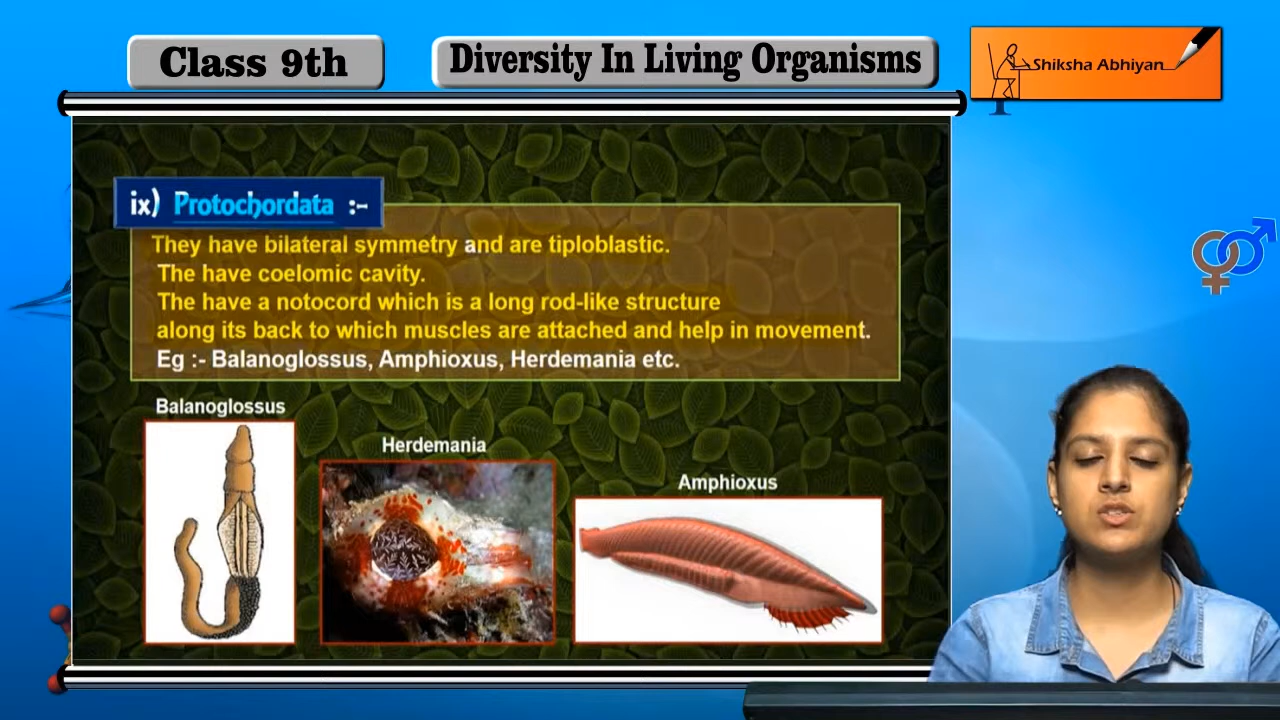 Class 9th
Diversity In Living Organisms
Shiksha Abhiyan
ix) Protochordata :-
They have bilateral symmetry and are tiploblastic.
The have coelomic cavity.
The have a notocord which is a long rod-like structure
along its back to which muscles are attached and help in movement.
Eg :- Balanoglossus, Amphioxus, Herdemania etc.
Balanoglossus
Herdemania
Amphioxus